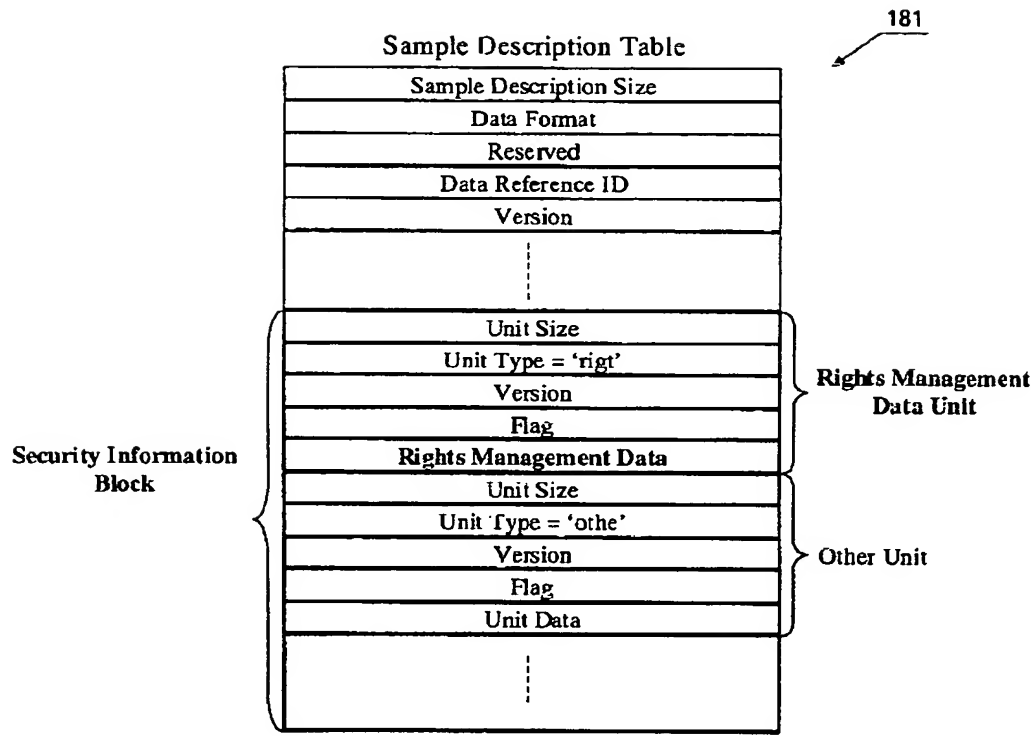 181
Sample Description Table
Sample Description Size
Data Format
Reserved
Data Reference ID
Version
Unit Size
Unit Type = ‘rigt’
Version
Flag
Rights Management Data
Unit Size
Unit Type = ‘othe’
Version
Flag
Unit Data
Rights Management
Data Unit
Security Information
Block
Other Unit